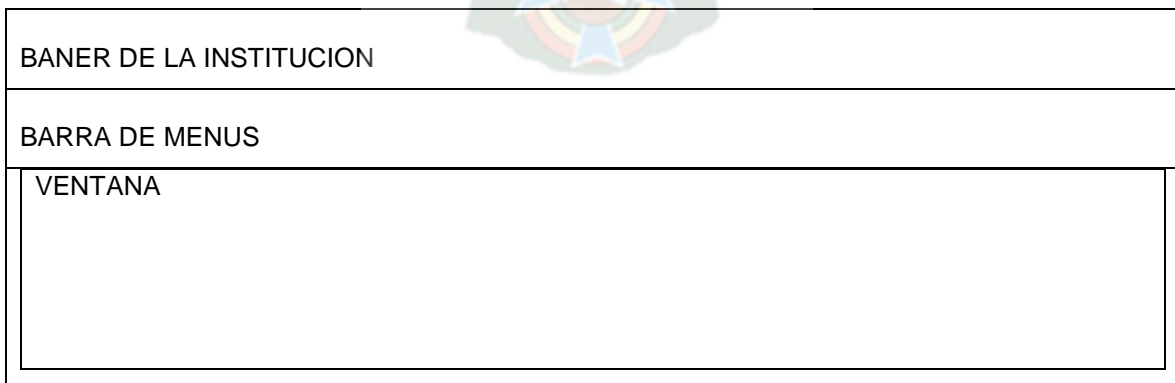 BANER DE LA INSTITUCION
BARRA DE MENUS
VENTANA